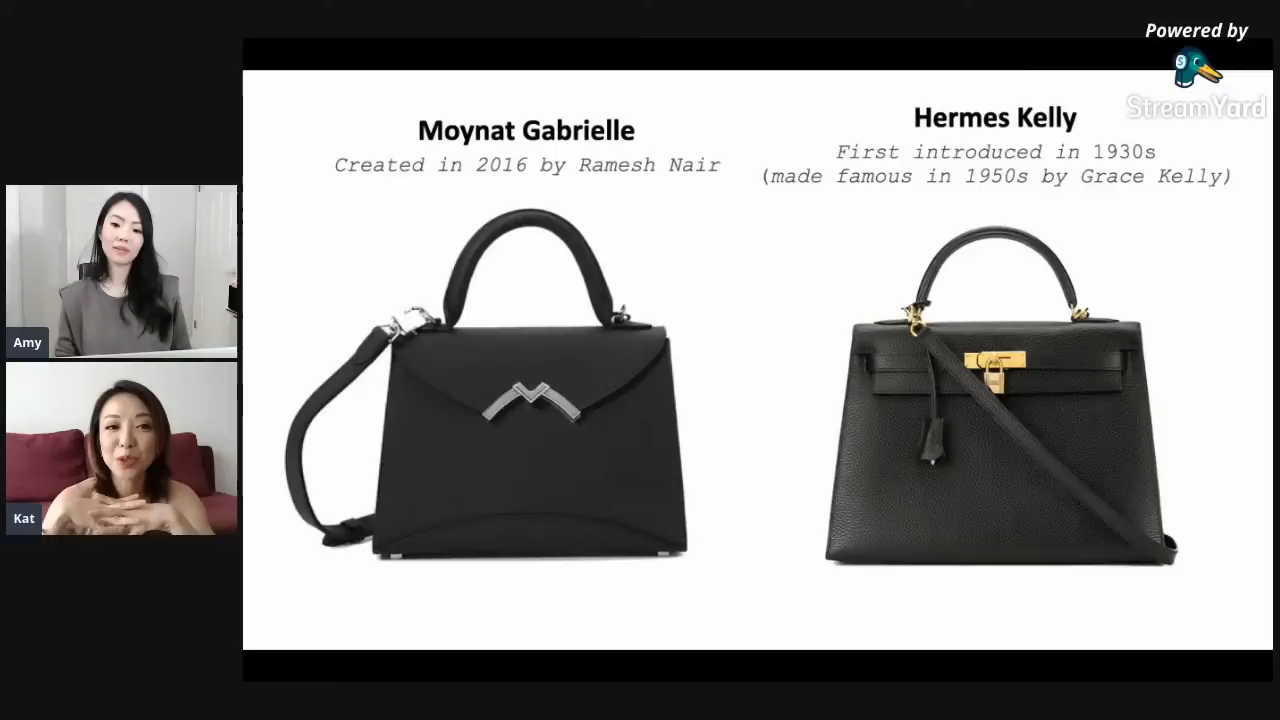 Powered by
StreamYard
Moynat Gabrielle
Created in 2016 by Ramesh Nair
Hermes Kelly
First introduced in 1930s
(made famous in 1950s by Grace Kelly)
Amy
Kat